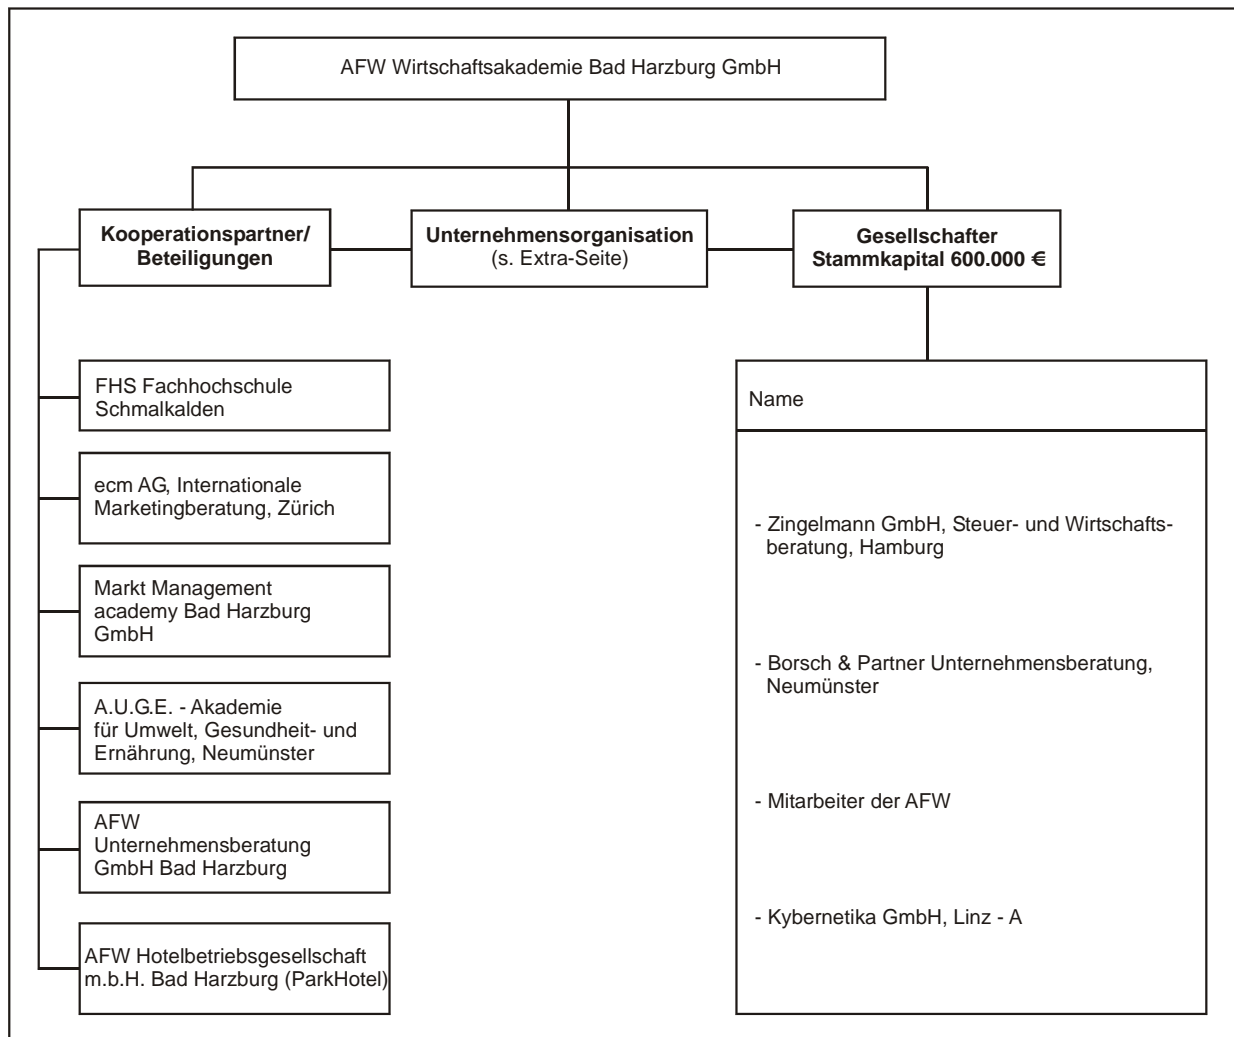 AFW Wirtschaftsakademie Bad Harzburg GmbH
Kooperationspartner/
Beteiligungen
Unternehmensorganisation
(s. Extra-Seite)
Gesellschafter
Stammkapital 600.000 €
FHS Fachhochschule
Schmalkalden
ecm AG, Internationale
Marketingberatung, Zürich
Markt Management
academy Bad Harzburg
GmbH
A.U.G.E. - Akademie
für Umwelt, Gesundheit- und
Ernährung, Neumünster
AFW
Unternehmensberatung
GmbH Bad Harzburg
AFW Hotelbetriebsgesellschaft
m.b.H. Bad Harzburg (ParkHotel)
Name
- Zingelmann GmbH, Steuer- und Wirtschafts-
beratung, Hamburg
- Borsch & Partner Unternehmensberatung,
Neumünster
- Mitarbeiter der AFW
- Kybernetika GmbH, Linz - A